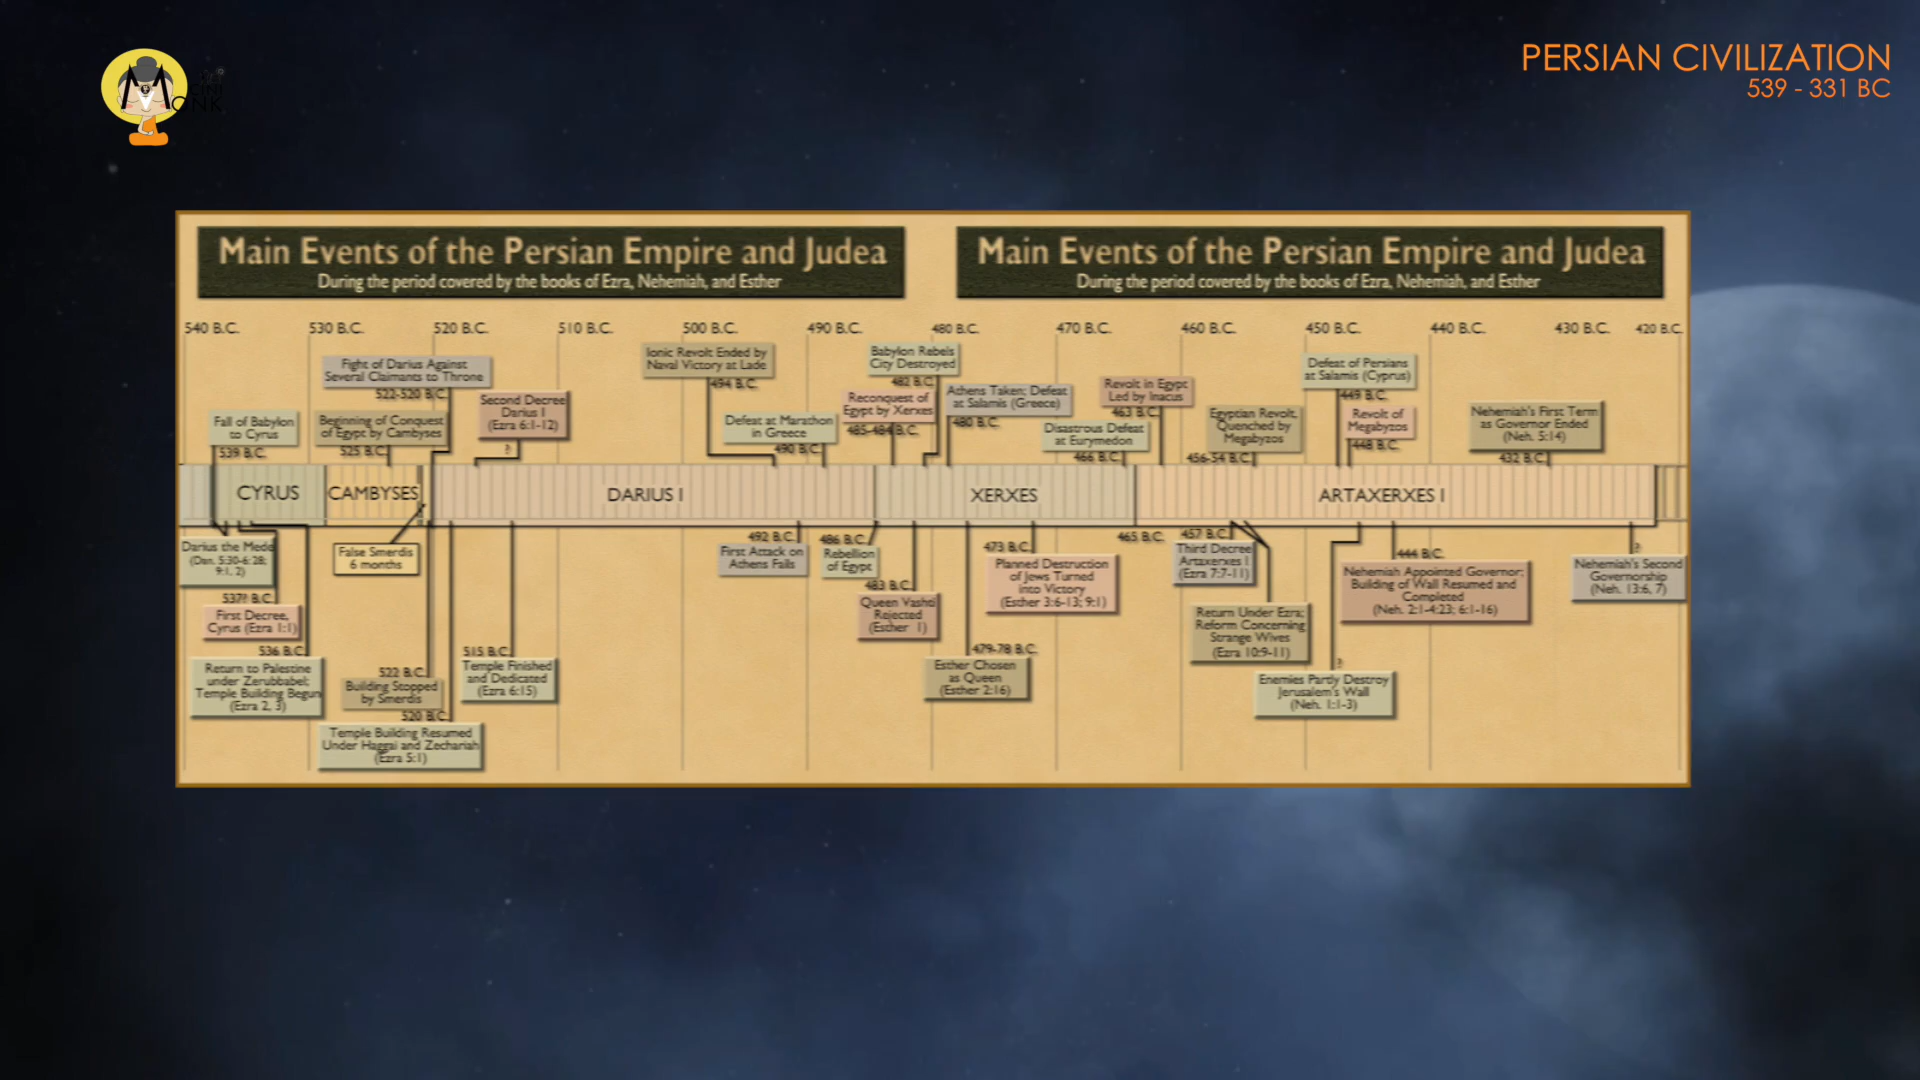 PERSIAN CIVILIZATION
539 - 331 BC
MONK
Main Events of the Persian Empire and Judea
During the period covered by the books of Ezra, Nehemiah, and Esther
Main Events of the Persian Empire and Judea
During the period covered by the books of Ezra, Nehemiah, and Esther
540 B.C. 530 B.C. 520 B.C. 510 B.C. 500 B.C. 490 B.C. 480 B.C. 470 B.C. 460 B.C. 450 B.C. 440 B.C. 430 B.C. 420 B.C.
Fall of Babylon
to Cyrus
539 B.C.
Fight of Darius Against
Several Claimants to Throne
522-520 B.C.
Beginning of Conquest
of Egypt by Cambyses
525 B.C.
Second Decree
Darius I
(Ezra 6:1-12)
?
Ionic Revolt Ended by
Naval Victory at Lade
494 B.C.
Defeat at Marathon
in Greece
490 B.C.
Babylon Rebels
City Destroyed
482 B.C.
Reconquest of
Egypt by Xerxes
485-484 B.C.
Athens Taken; Defeat
at Salamis (Greece)
480 B.C.
Disastrous Defeat
at Eurymedon
466 B.C.
Revolt in Egypt
Led by Inacus
463 B.C.
Egyptian Revolt,
Quenched by
Megabyzos
456-54 B.C.
Defeat of Persians
at Salamis (Cyprus)
449 B.C.
Revolt of
Megabyzos
448 B.C.
Nehemiah's First Term
as Governor Ended
(Neh. 5:14)
432 B.C.
CYRUS CAMBYSES DARIUS I XERXES ARTAXERXES I
Darius the Mede
(Dan. 5:30-6:28;
9:1, 2)
537? B.C.
First Decree,
Cyrus (Ezra 1:1)
536 B.C.
Return to Palestine
under Zerubbabel;
Temple Building Begun
(Ezra 2, 3)
False Smerdis
6 months
522 B.C.
Building Stopped
by Smerdis
520 B.C.
Temple Building Resumed
Under Haggai and Zechariah
(Ezra 5:1)
515 B.C.
Temple Finished
and Dedicated
(Ezra 6:15)
492 B.C.
First Attack on
Athens Fails
486 B.C.
Rebellion
of Egypt
483 B.C.
Queen Vashti
Rejected
(Esther 1)
479-78 B.C.
Esther Chosen
as Queen
(Esther 2:16)
473 B.C.
Planned Destruction
of Jews Turned
into Victory
(Esther 3:6-13; 9:1)
465 B.C.
457 B.C.
Third Decree
Artaxerxes I
(Ezra 7:7-11)
Return Under Ezra;
Reform Concerning
Strange Wives
(Ezra 10:9-11)
?
Enemies Partly Destroy
Jerusalem's Wall
(Neh. 1:1-3)
444 B.C.
Nehemiah Appointed Governor;
Building of Wall Resumed and
Completed
(Neh. 2:1-4:23; 6:1-16)
?
Nehemiah's Second
Governorship
(Neh. 13:6, 7)